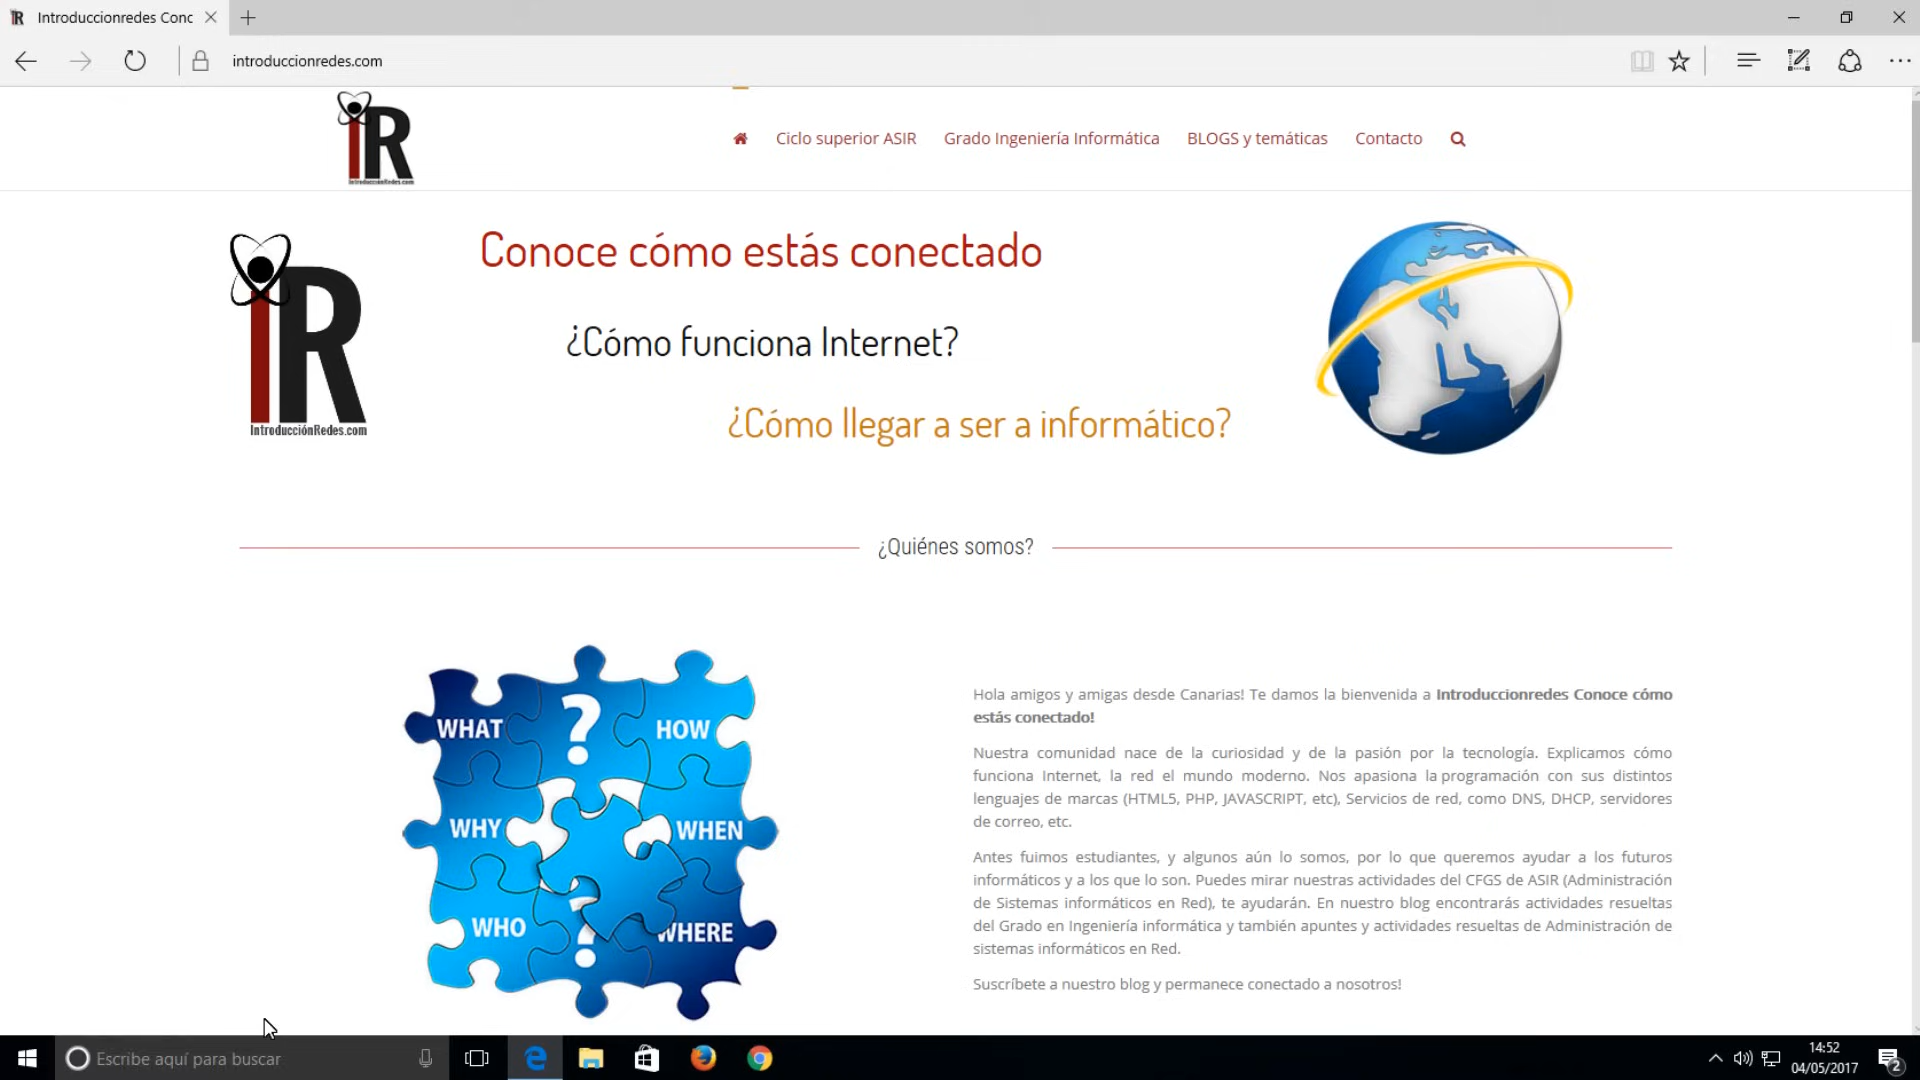 Introduccionredes Conc
introduccionredes.com
IR
IntroducciónRedes.com
Ciclo superior ASIR
Grado Ingeniería Informática
BLOGS y temáticas
Contacto
IR
IntroducciónRedes.com
Conoce cómo estás conectado
¿Cómo funciona Internet?
¿Cómo llegar a ser a informático?
¿Quiénes somos?
WHAT ? HOW
WHY WHEN
WHO ? WHERE
Hola amigos y amigas desde Canarias! Te damos la bienvenida a Introduccionredes Conoce cómo
estás conectado!
Nuestra comunidad nace de la curiosidad y de la pasión por la tecnología. Explicamos cómo
funciona Internet, la red el mundo moderno. Nos apasiona la programación con sus distintos
lenguajes de marcas (HTML5, PHP, JAVASCRIPT, etc), Servicios de red, como DNS, DHCP, servidores
de correo, etc.
Antes fuimos estudiantes, y algunos aún lo somos, por lo que queremos ayudar a los futuros
informáticos y a los que lo son. Puedes mirar nuestras actividades del CFGS de ASIR (Administración
de Sistemas informáticos en Red), te ayudarán. En nuestro blog encontrarás actividades resueltas
del Grado en Ingeniería informática y también apuntes y actividades resueltas de Administración de
sistemas informáticos en Red.
Suscríbete a nuestro blog y permanece conectado a nosotros!
Escribe aquí para buscar
14:52
04/05/2017
2